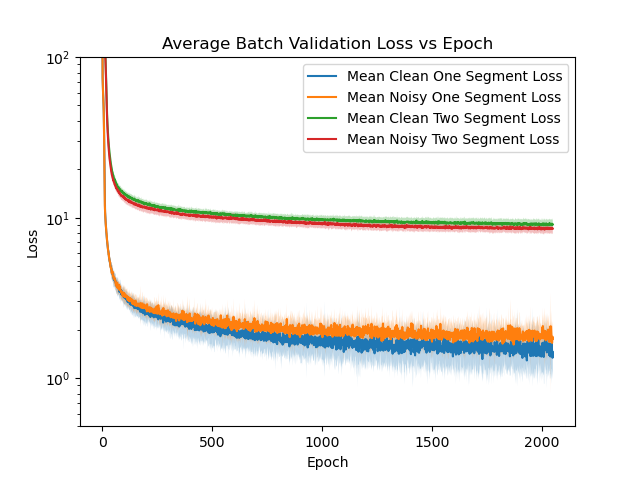 Average Batch Validation Loss vs Epoch
10²
Mean Clean One Segment Loss
Mean Noisy One Segment Loss
Mean Clean Two Segment Loss
Mean Noisy Two Segment Loss
10¹
Loss
10⁰
0 500 1000 1500 2000
Epoch